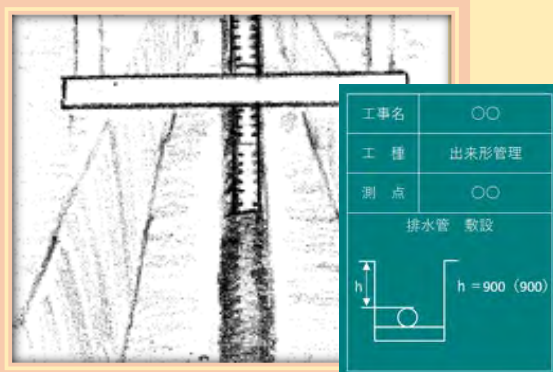 工事名 ○○
工 種 出来形管理
測 点 ○○
排水管 敷設
h
h =900 (900)